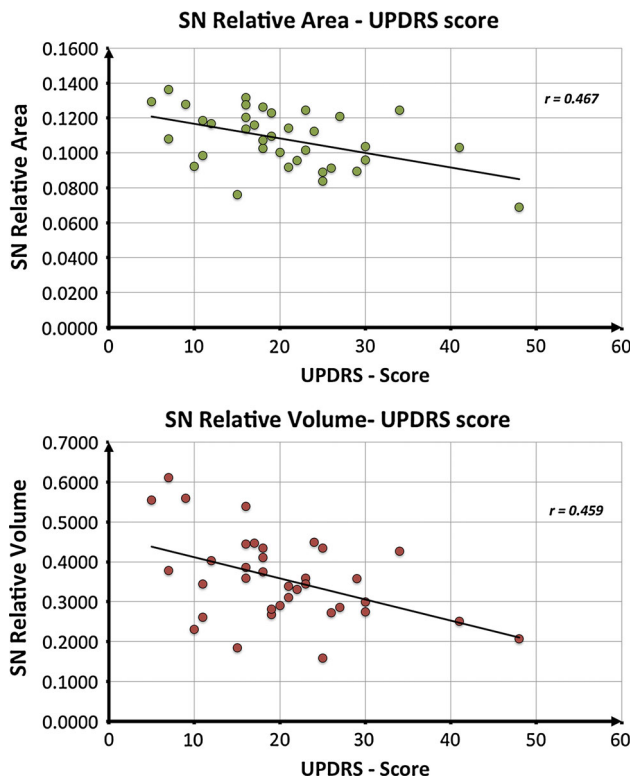 SN Relative Area - UPDRS score
0.1600
0.1400
0.1200
0.1000
0.0800
0.0600
0.0400
0.0200
0.0000
SN Relative Area
r = 0.467
0 10 20 30 40 50 60
UPDRS - Score
SN Relative Volume- UPDRS score
0.7000
0.6000
0.5000
0.4000
0.3000
0.2000
0.1000
0.0000
SN Relative Volume
r = 0.459
0 10 20 30 40 50 60
UPDRS - Score